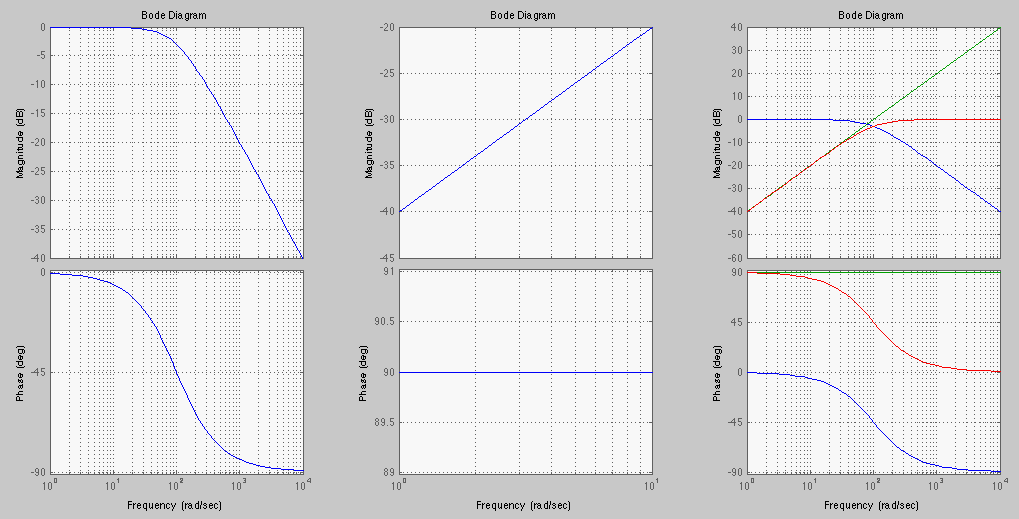 Bode Diagram
Magnitude (dB)
0
-5
-10
-15
-20
-25
-30
-35
-40
Phase (deg)
0
-45
-90
10^0 10^1 10^2 10^3 10^4
Frequency (rad/sec)
Bode Diagram
Magnitude (dB)
-20
-25
-30
-35
-40
-45
Phase (deg)
91
90.5
90
89.5
89
10^0 10^1
Frequency (rad/sec)
Bode Diagram
Magnitude (dB)
40
30
20
10
0
-10
-20
-30
-40
-50
-60
Phase (deg)
90
45
0
-45
-90
10^0 10^1 10^2 10^3 10^4
Frequency (rad/sec)